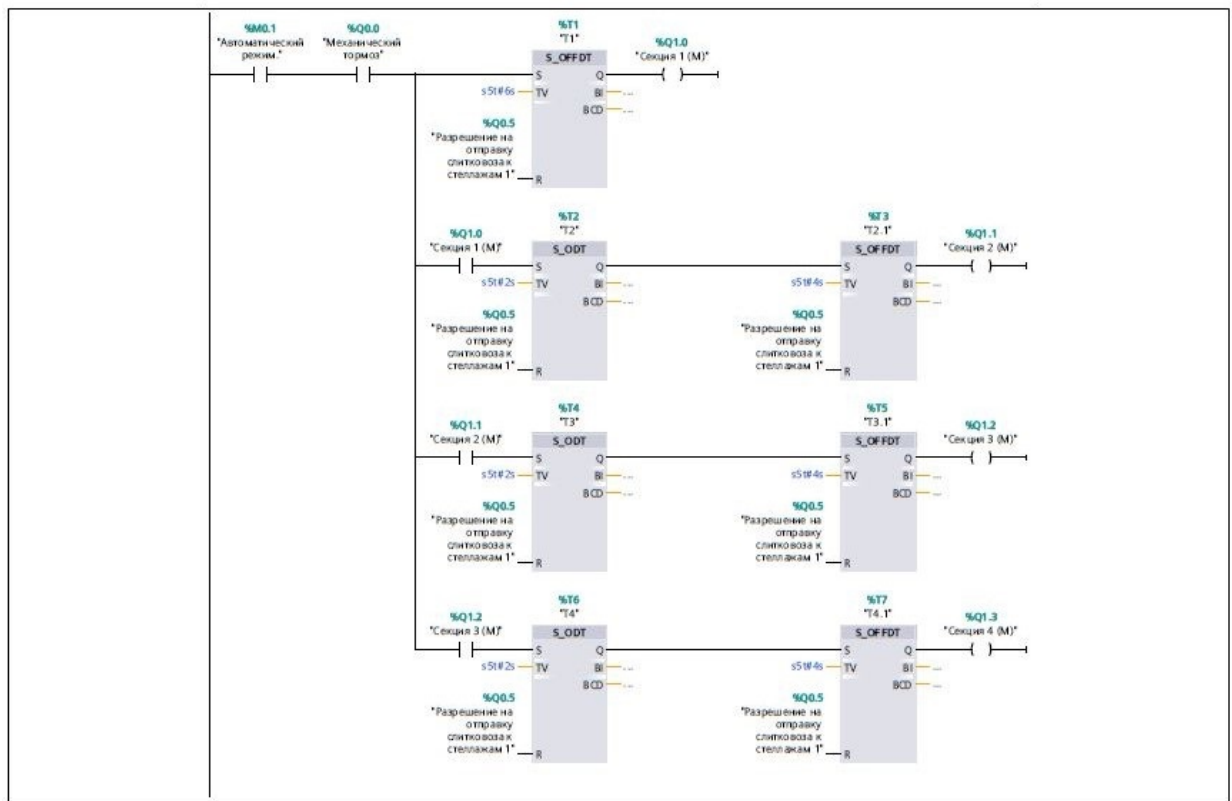 %M0.1
"Автоматический
режим."
%Q0.0
"Механический
тормоз"
%T1
"T1"
S_OFFDT
S Q
s5t#6s TV BI ...
BCD ...
%Q0.5
"Разрешение на
отправку
слитковоза к
стеллажам 1"
R
%Q1.0
"Секция 1 (М)"
%Q1.0
"Секция 1 (М)"
%T2
"T2"
S_ODT
S Q
s5t#2s TV BI ...
BCD ...
%Q0.5
"Разрешение на
отправку
слитковоза к
стеллажам 1"
R
%T3
"T2.1"
S_OFFDT
S Q
s5t#4s TV BI ...
BCD ...
%Q0.5
"Разрешение на
отправку
слитковоза к
стеллажам 1"
R
%Q1.1
"Секция 2 (М)"
%Q1.1
"Секция 2 (М)"
%T4
"T3"
S_ODT
S Q
s5t#2s TV BI ...
BCD ...
%Q0.5
"Разрешение на
отправку
слитковоза к
стеллажам 1"
R
%T5
"T3.1"
S_OFFDT
S Q
s5t#4s TV BI ...
BCD ...
%Q0.5
"Разрешение на
отправку
слитковоза к
стеллажам 1"
R
%Q1.2
"Секция 3 (М)"
%Q1.2
"Секция 3 (М)"
%T6
"T4"
S_ODT
S Q
s5t#2s TV BI ...
BCD ...
%Q0.5
"Разрешение на
отправку
слитковоза к
стеллажам 1"
R
%T7
"T4.1"
S_OFFDT
S Q
s5t#4s TV BI ...
BCD ...
%Q0.5
"Разрешение на
отправку
слитковоза к
стеллажам 1"
R
%Q1.3
"Секция 4 (М)"